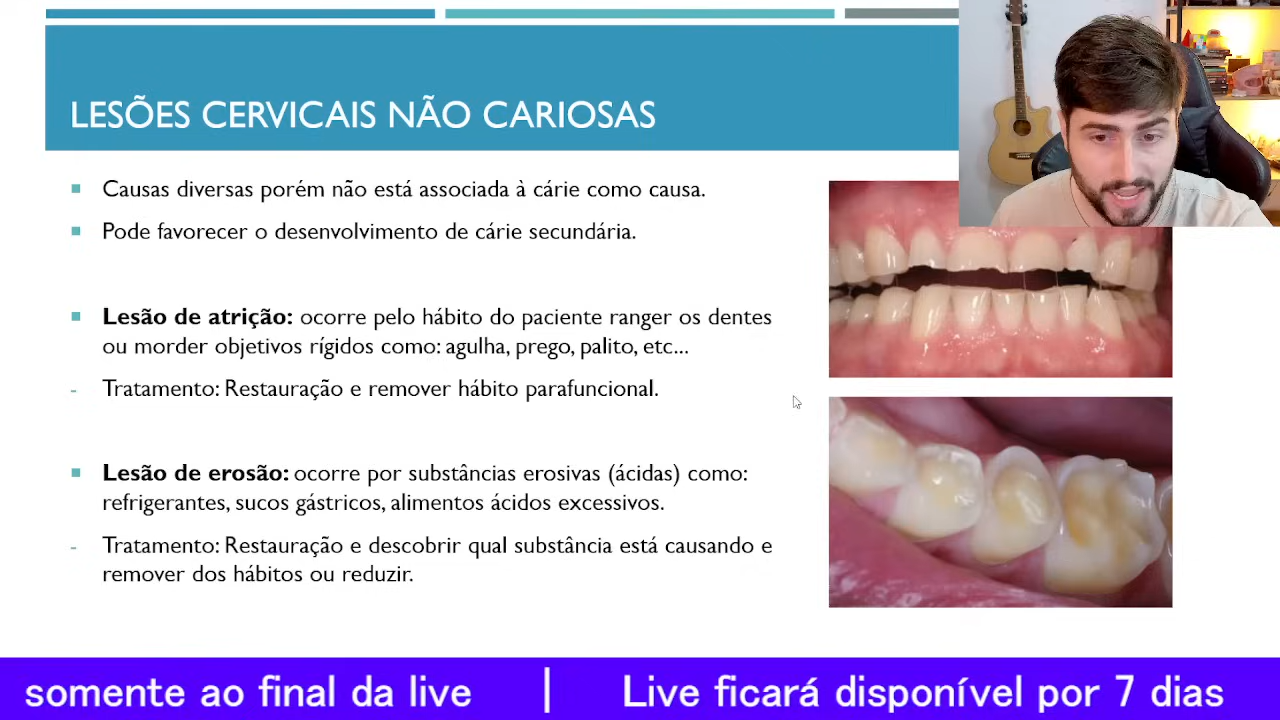 LESÕES CERVICAIS NÃO CARIOSAS
Causas diversas porém não está associada à cárie como causa.
Pode favorecer o desenvolvimento de cárie secundária.
Lesão de atrição: ocorre pelo hábito do paciente ranger os dentes
ou morder objetivos rígidos como: agulha, prego, palito, etc...
- Tratamento: Restauração e remover hábito parafuncional.
Lesão de erosão: ocorre por substâncias erosivas (ácidas) como:
refrigerantes, sucos gástricos, alimentos ácidos excessivos.
- Tratamento: Restauração e descobrir qual substância está causando e
remover dos hábitos ou reduzir.
somente ao final da live | Live ficará disponível por 7 dias